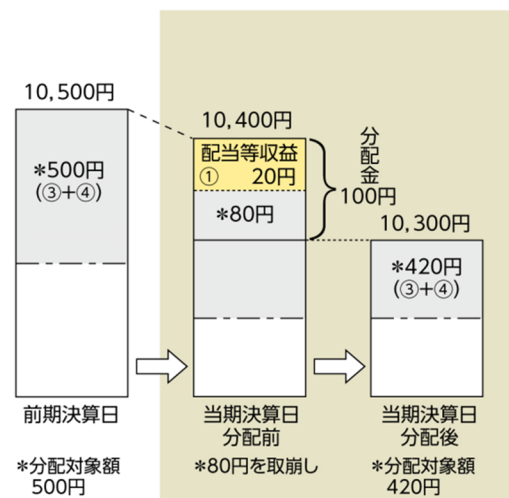 10,500円
*500円
(③+④)
前期決算日
*分配対象額
500円
10,400円
配当等収益
① 20円
*80円
分配金
100円
当期決算日
分配前
*80円を取崩し
10,300円
*420円
(③+④)
当期決算日
分配後
*分配対象額
420円